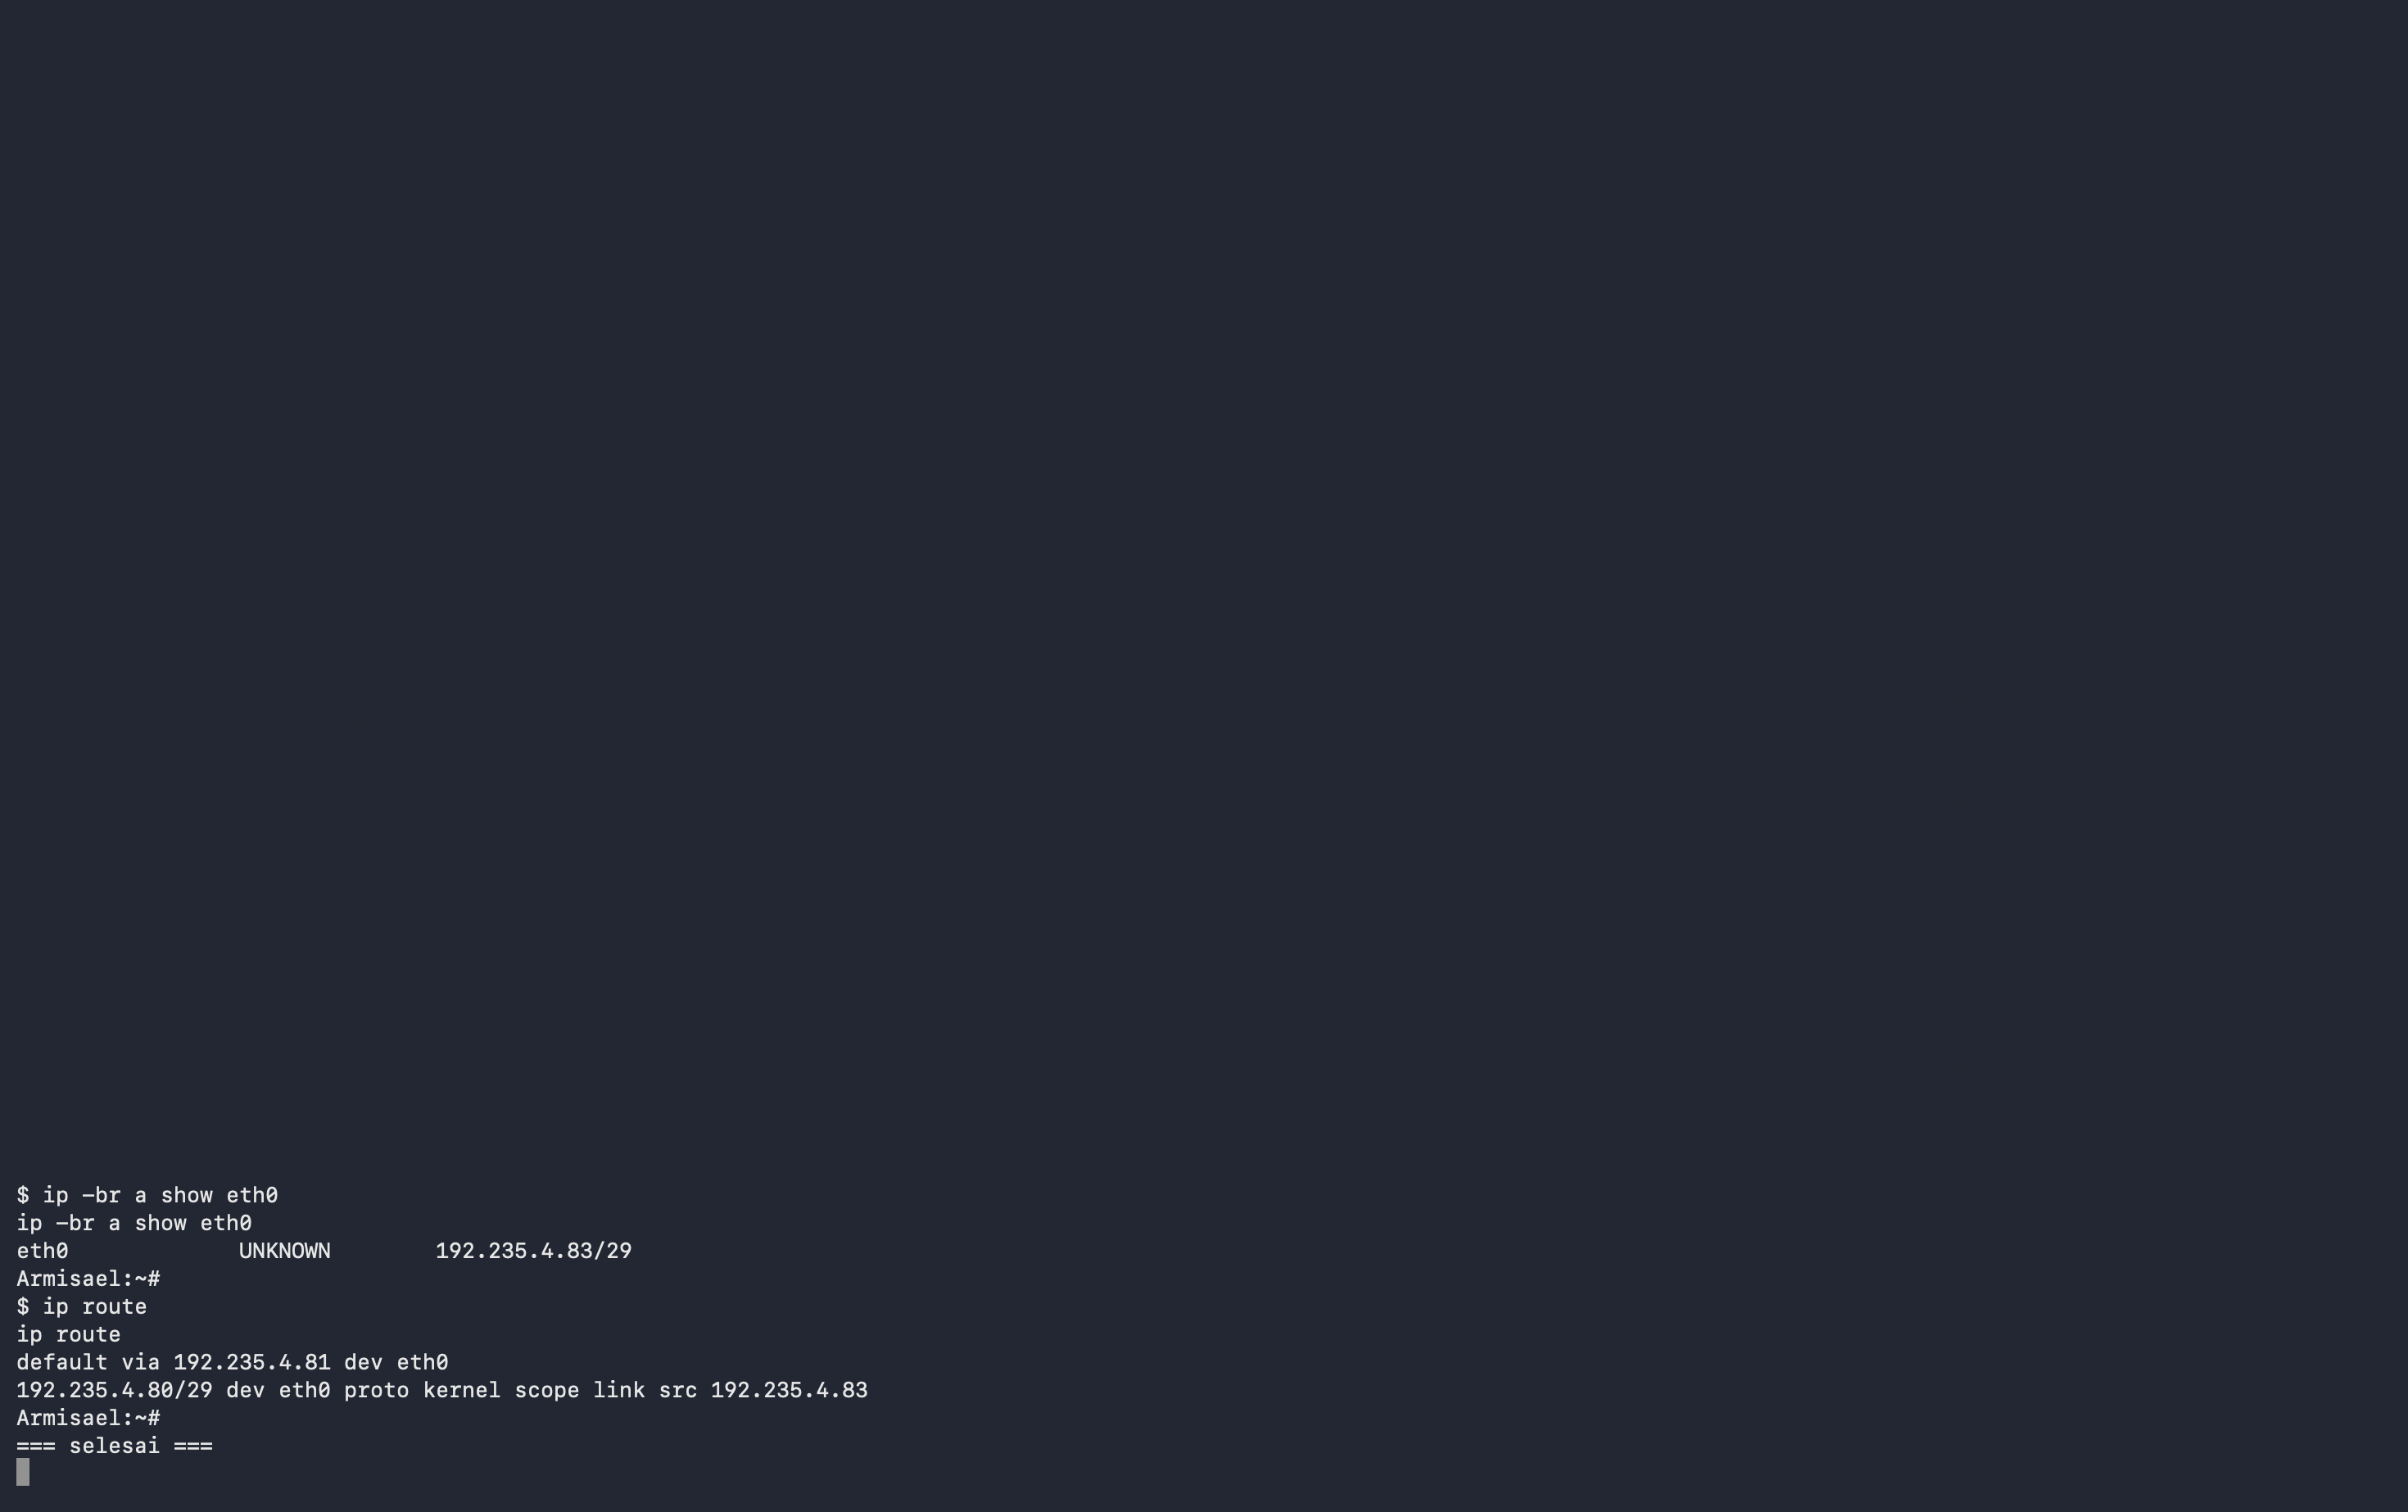 $ ip -br a show eth0
ip -br a show eth0
eth0             UNKNOWN        192.235.4.83/29
Armisael:~#
$ ip route
ip route
default via 192.235.4.81 dev eth0
192.235.4.80/29 dev eth0 proto kernel scope link src 192.235.4.83
Armisael:~#
=== selesai ===